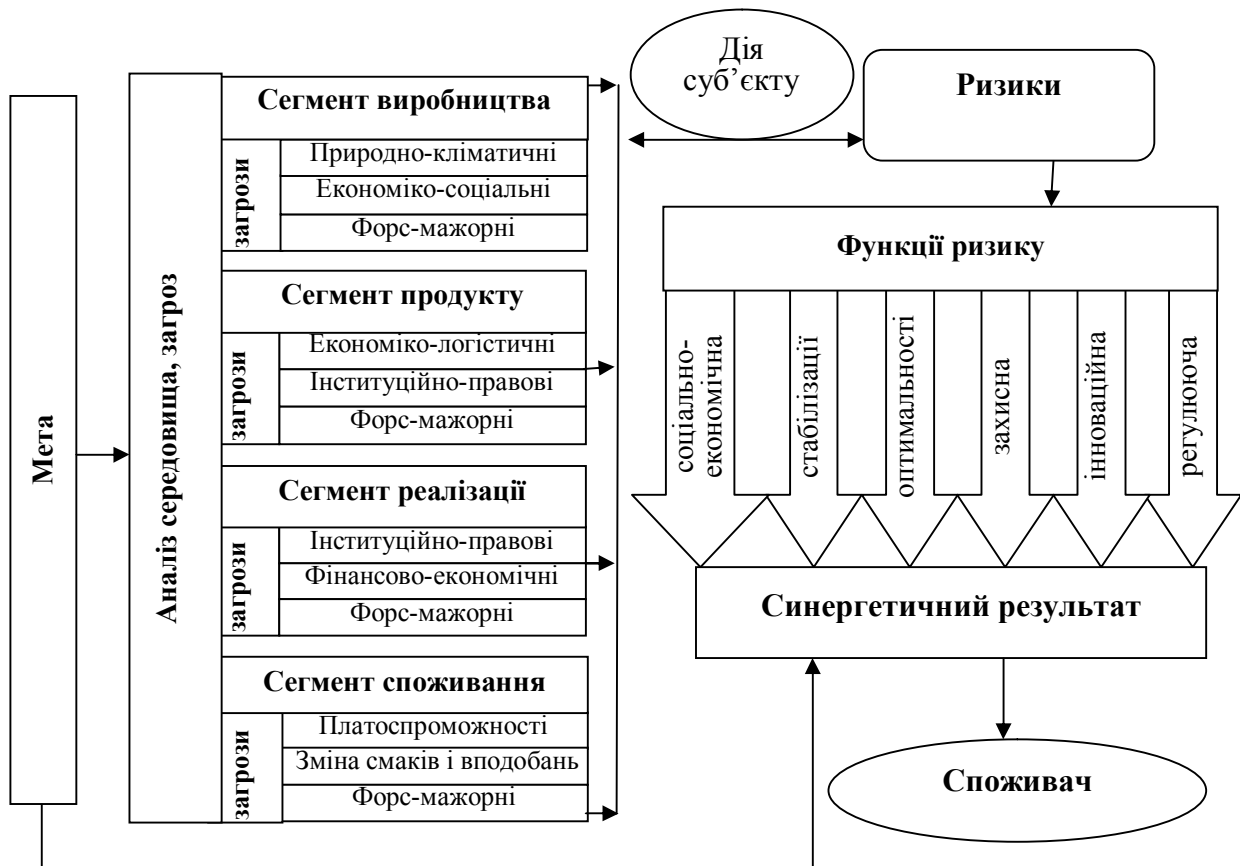 Мета
Аналіз середовища, загроз
Сегмент виробництва
загрози
Природно-кліматичні
Економіко-соціальні
Форс-мажорні
Сегмент продукту
загрози
Економіко-логістичні
Інституційно-правові
Форс-мажорні
Сегмент реалізації
загрози
Інституційно-правові
Фінансово-економічні
Форс-мажорні
Сегмент споживання
загрози
Платоспроможності
Зміна смаків і вподобань
Форс-мажорні
Дія
суб’єкту
Ризики
Функції ризику
соціально-
економічна
стабілізації
оптимальності
захисна
інноваційна
регулююча
Синергетичний результат
Споживач